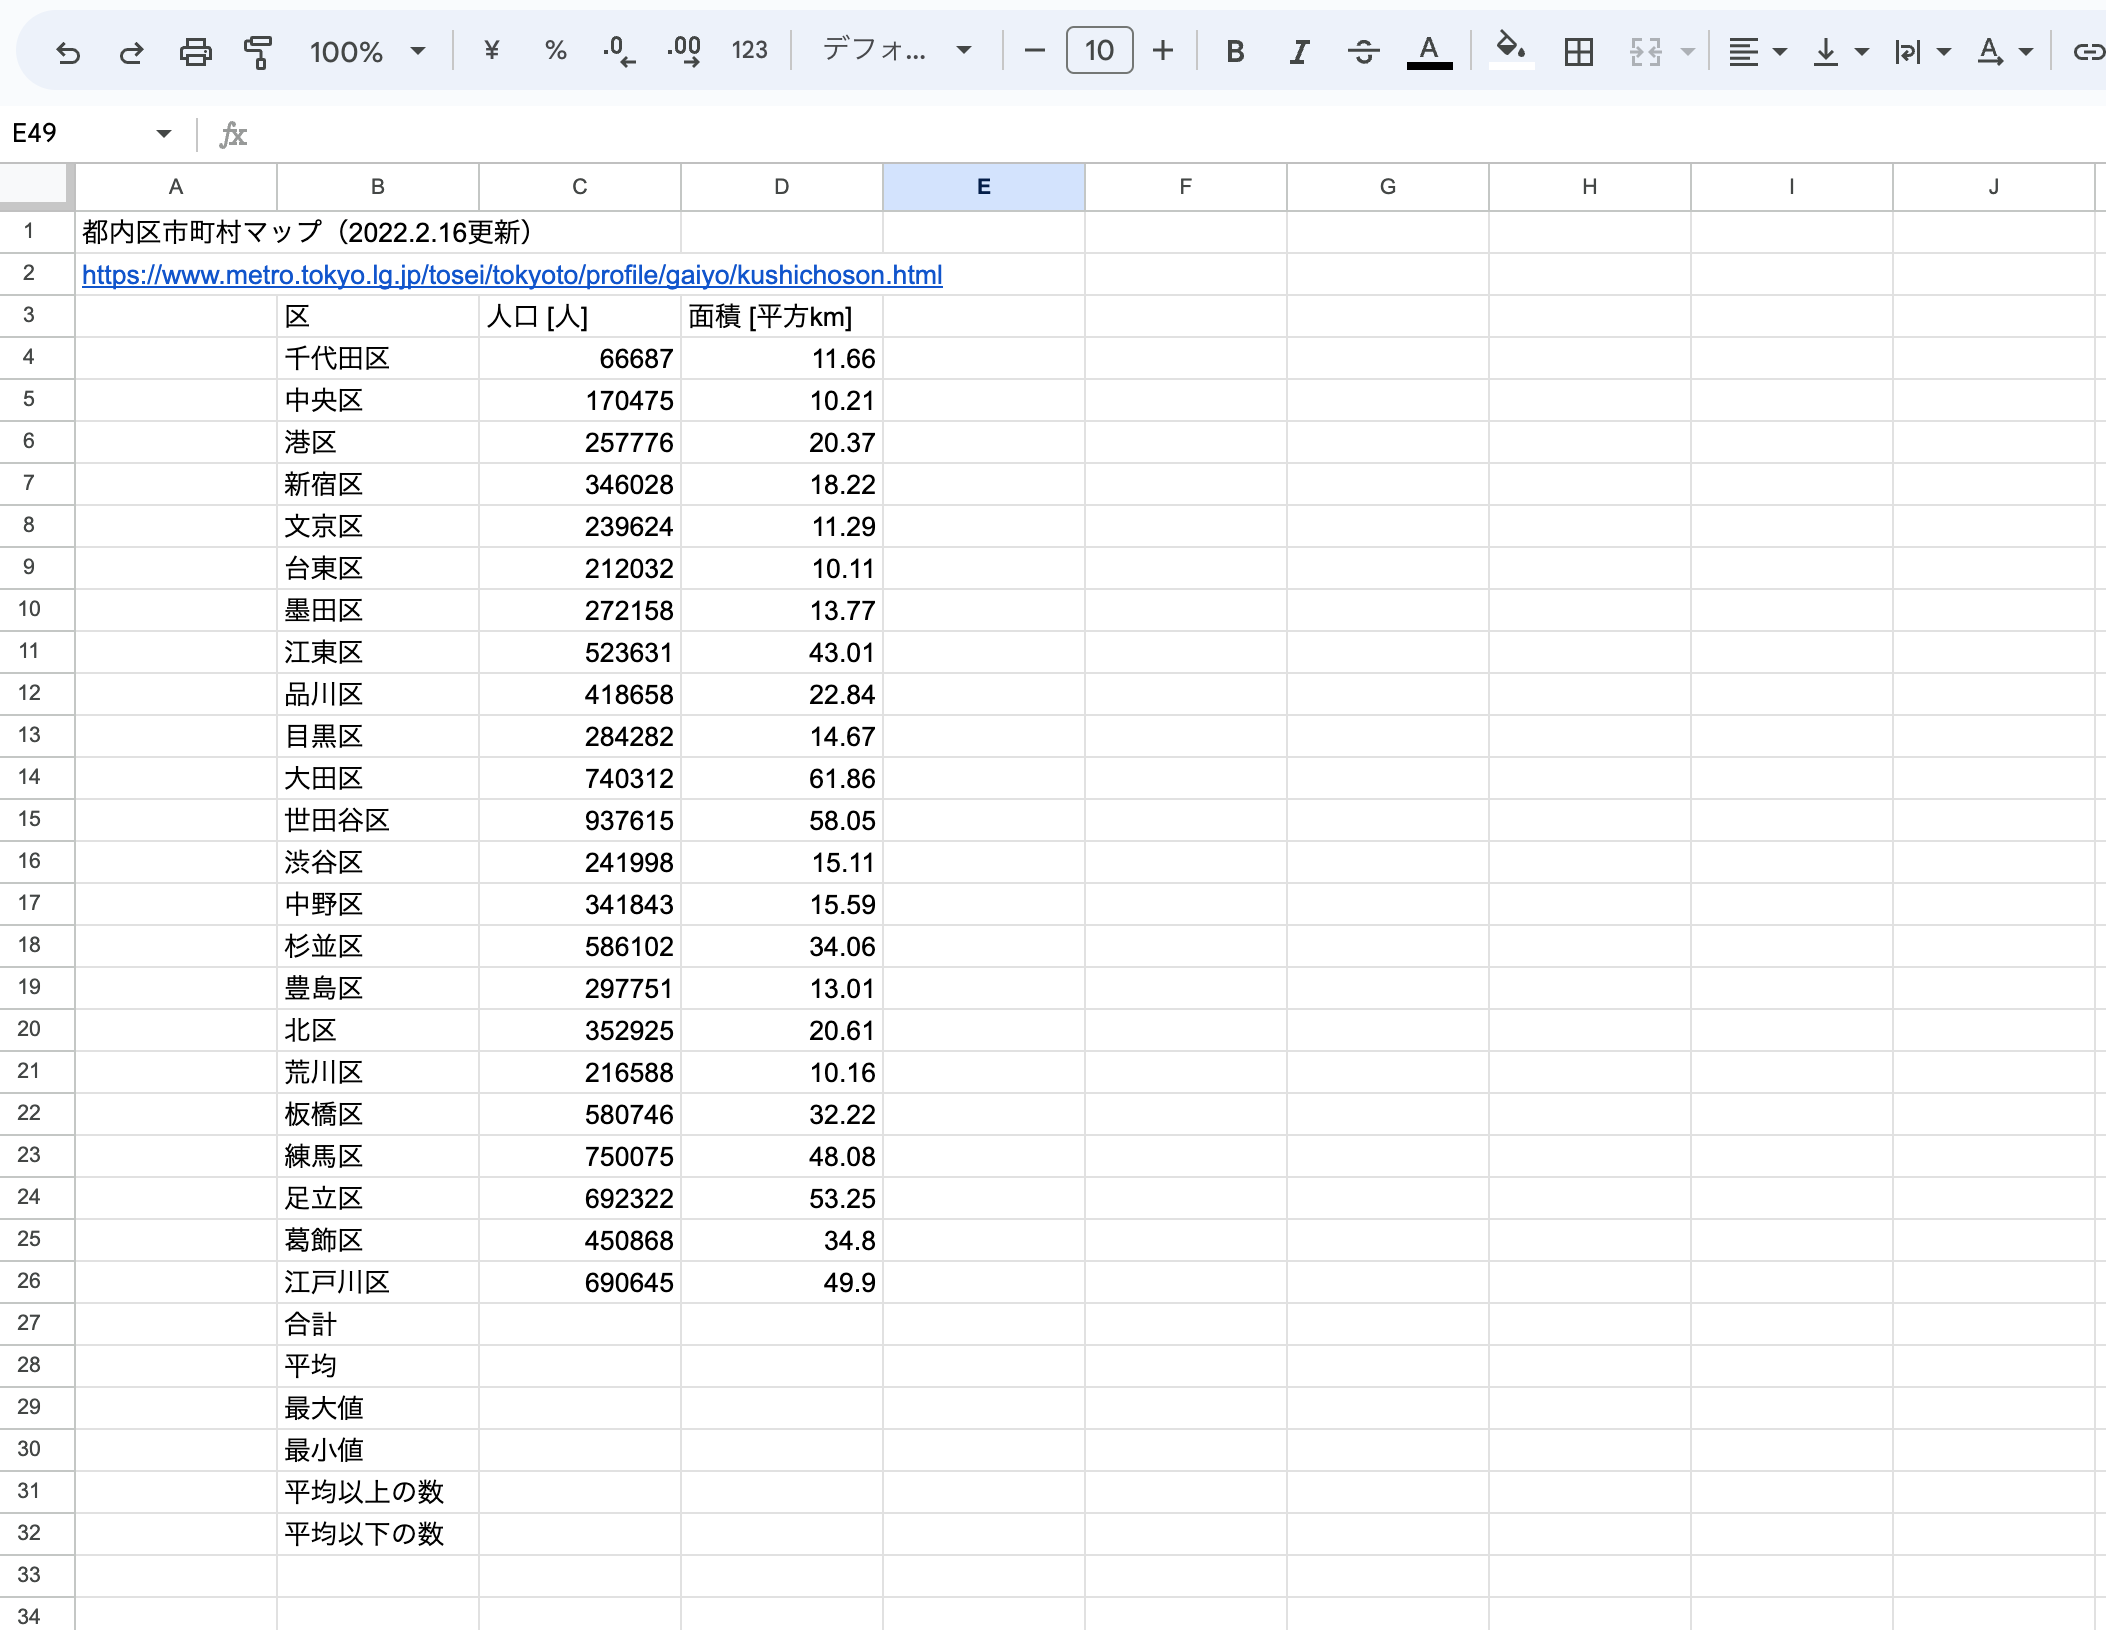 100% ¥ % .0 .00 123 デフォ... 10 B I A A
E49 fx
A B C D E F G H I J
1 都内区市町村マップ（2022.2.16更新）
2 https://www.metro.tokyo.lg.jp/tosei/tokyoto/profile/gaiyo/kushichoson.html
3 区 人口 [人] 面積 [平方km]
4 千代田区 66687 11.66
5 中央区 170475 10.21
6 港区 257776 20.37
7 新宿区 346028 18.22
8 文京区 239624 11.29
9 台東区 212032 10.11
10 墨田区 272158 13.77
11 江東区 523631 43.01
12 品川区 418658 22.84
13 目黒区 284282 14.67
14 大田区 740312 61.86
15 世田谷区 937615 58.05
16 渋谷区 241998 15.11
17 中野区 341843 15.59
18 杉並区 586102 34.06
19 豊島区 297751 13.01
20 北区 352925 20.61
21 荒川区 216588 10.16
22 板橋区 580746 32.22
23 練馬区 750075 48.08
24 足立区 692322 53.25
25 葛飾区 450868 34.8
26 江戸川区 690645 49.9
27 合計
28 平均
29 最大値
30 最小値
31 平均以上の数
32 平均以下の数
33
34